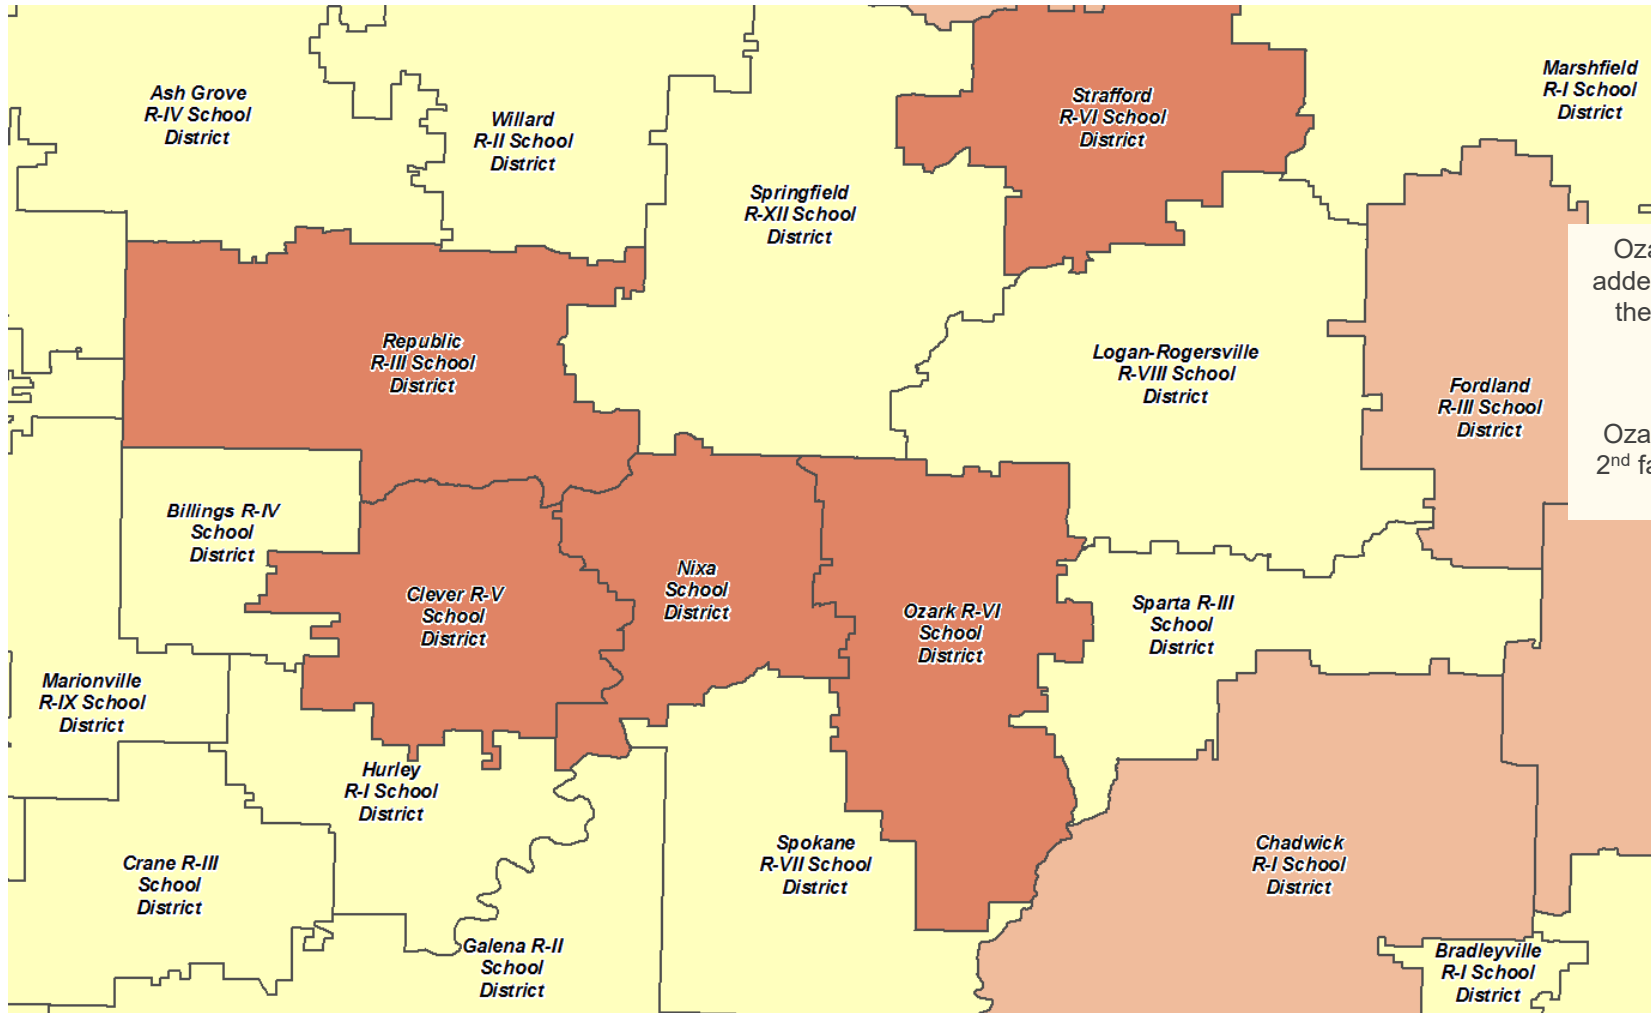 Ash Grove
R-IV School
District
Willard
R-II School
District
Springfield
R-XII School
District
Strafford
R-VI School
District
Marshfield
R-I School
District
Republic
R-III School
District
Logan-Rogersville
R-VIII School
District
Fordland
R-III School
District
adde
the
2nd fa
Billings R-IV
School
District
Clever R-V
School
District
Nixa
School
District
Ozark R-VI
School
District
Sparta R-III
School
District
Marionville
R-IX School
District
Hurley
R-I School
District
Crane R-III
School
District
Galena R-II
School
District
Spokane
R-VII School
District
Chadwick
R-I School
District
Bradleyville
R-I School
District